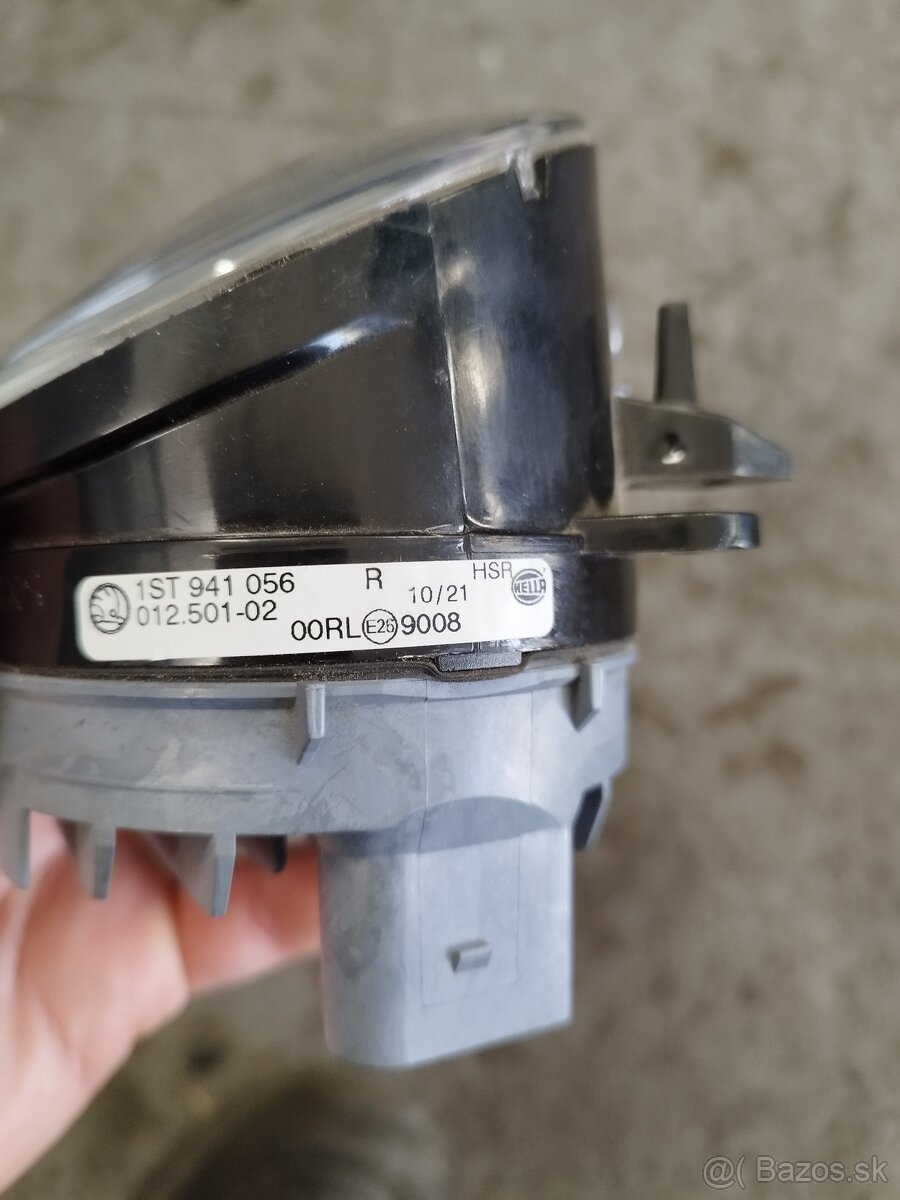 1ST 941 056 R 10/21 HSR HELLA
012.501-02 00RL E26 9008
@( Bazos.sk